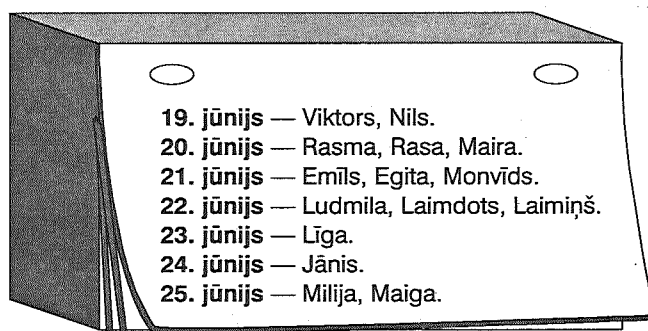 19. jūnijs — Viktors, Nils.
20. jūnijs — Rasma, Rasa, Maira.
21. jūnijs — Emīls, Egita, Monvīds.
22. jūnijs — Ludmila, Laimdots, Laimiņš.
23. jūnijs — Līga.
24. jūnijs — Jānis.
25. jūnijs — Milija, Maiga.